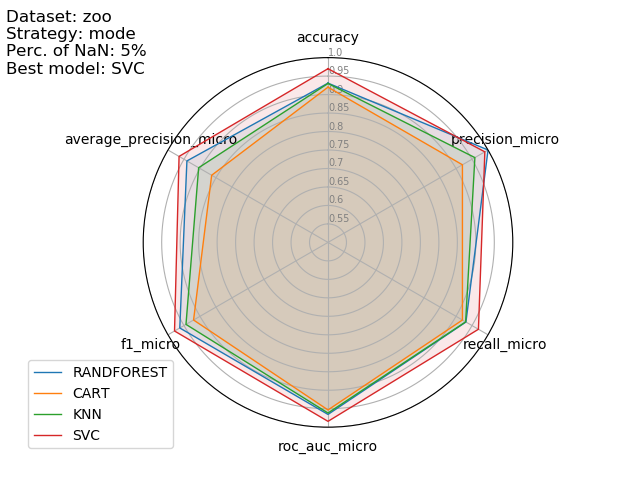 Dataset: zoo
Strategy: mode
Perc. of NaN: 5%
Best model: SVC
accuracy
1.0
0.95
0.9
0.85
0.8
0.75
0.7
0.65
0.6
0.55
average_precision_micro
precision_micro
f1_micro
recall_micro
roc_auc_micro
RANDFOREST
CART
KNN
SVC